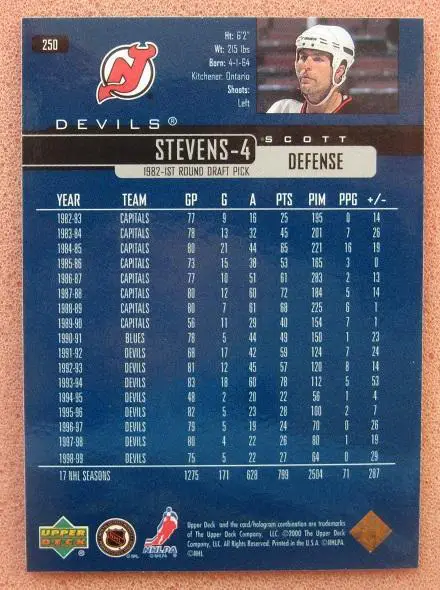 250
Ht: 6'2"
Wt: 215 lbs
Born: 4-1-64
Kitchener, Ontario
Shoots:
Left
DEVILS®
SCOTT
STEVENS-4
DEFENSE
1982-1ST ROUND DRAFT PICK
YEAR TEAM GP G A PTS PIM PPG +/-
1982-83 CAPITALS 77 9 16 25 195 0 14
1983-84 CAPITALS 78 13 32 45 201 7 26
1984-85 CAPITALS 80 21 44 65 221 16 19
1985-86 CAPITALS 73 15 38 53 165 3 0
1986-87 CAPITALS 77 10 51 61 283 2 13
1987-88 CAPITALS 80 12 60 72 184 5 14
1988-89 CAPITALS 80 7 61 68 225 6 1
1989-90 CAPITALS 56 11 29 40 154 7 1
1990-91 BLUES 78 5 44 49 150 1 23
1991-92 DEVILS 68 17 42 59 124 7 24
1992-93 DEVILS 81 12 45 57 120 8 14
1993-94 DEVILS 83 18 60 78 112 5 53
1994-95 DEVILS 48 2 20 22 56 1 4
1995-96 DEVILS 82 5 23 28 100 2 7
1996-97 DEVILS 79 5 19 24 70 0 26
1997-98 DEVILS 80 4 22 26 80 1 19
1998-99 DEVILS 75 5 22 27 64 0 29
17 NHL SEASONS 1275 171 628 799 2504 71 287
Upper Deck and the card/hologram combination are trademarks
of The Upper Deck Company, LLC. ©2000 The Upper Deck
Company, LLC. All Rights Reserved. Printed in the U.S.A. ©NHLPA.
©NHL
UPPER
DECK
NHL
©NHL
NHLPA
©NHLPA